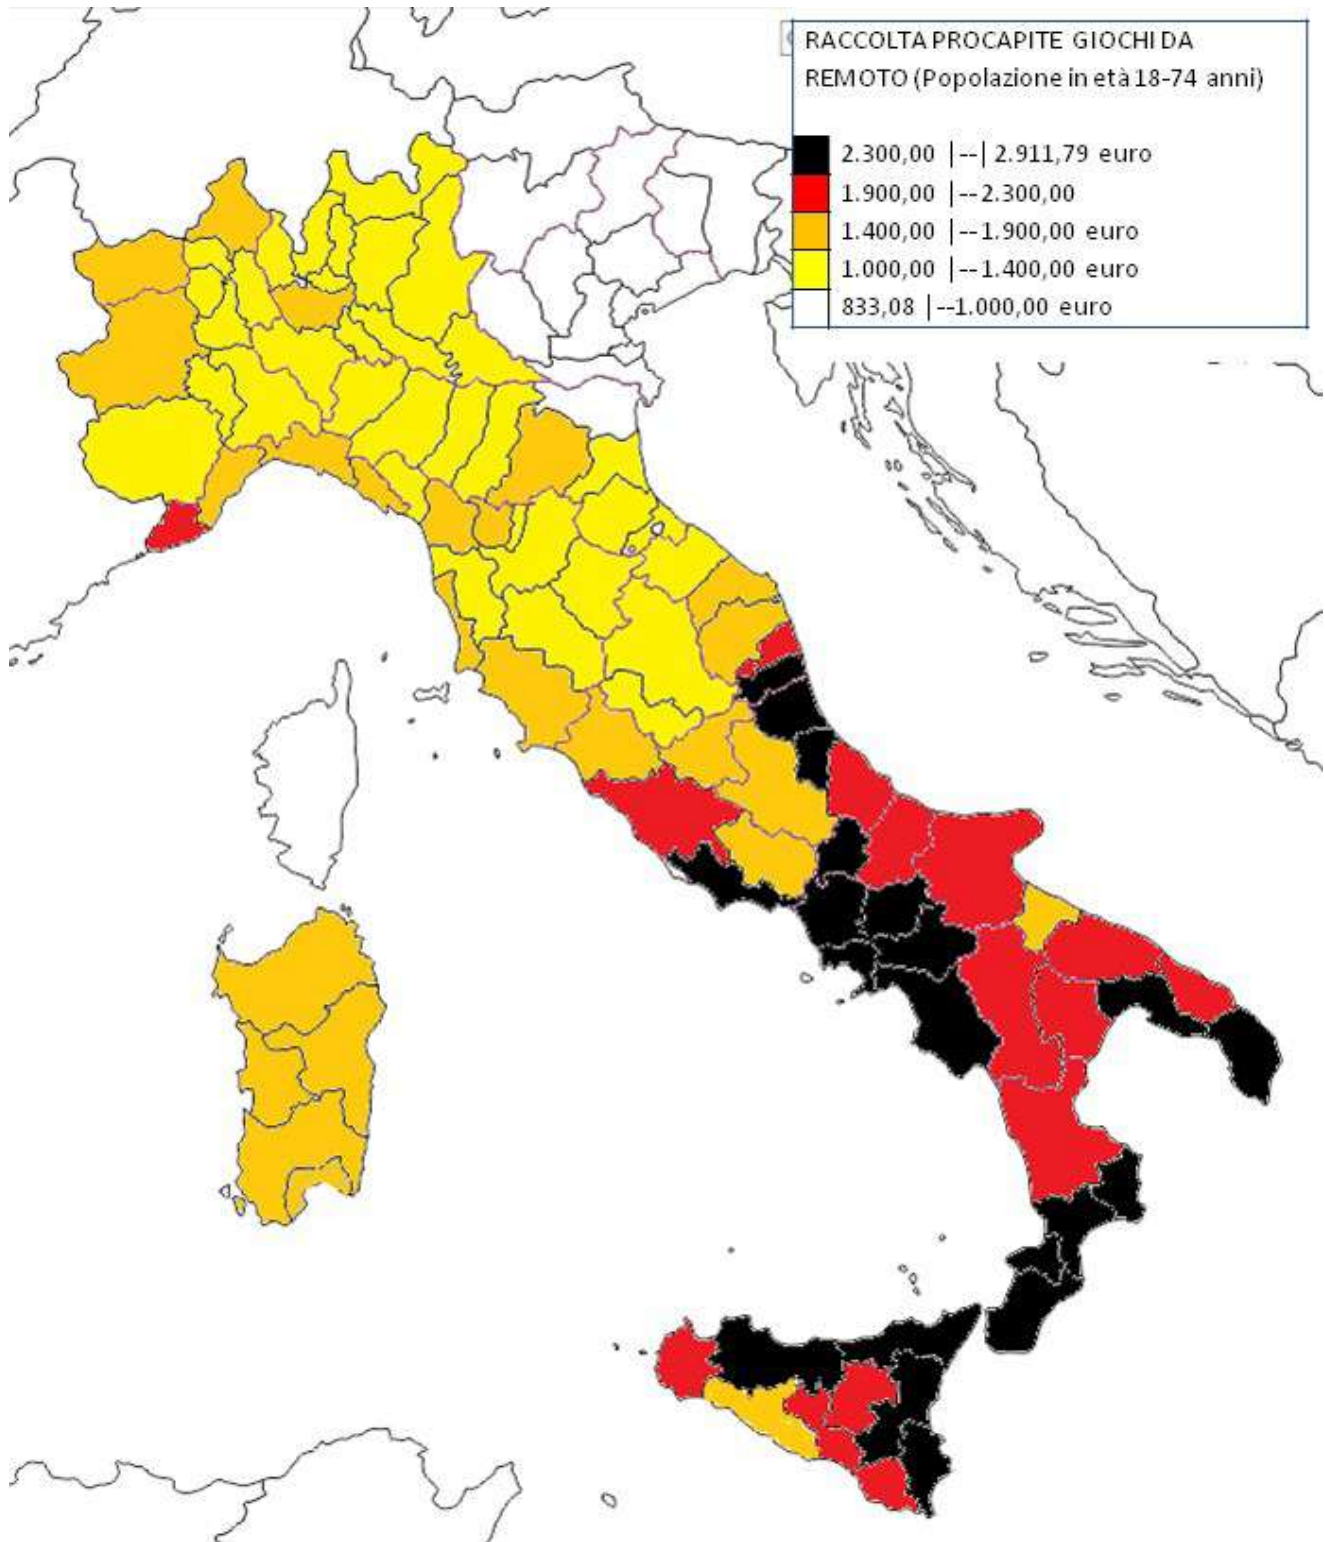 RACCOLTA PROCAPITE GIOCHI DA
REMOTO (Popolazione in età 18-74 anni)
2.300,00 |--| 2.911,79 euro
1.900,00 |--2.300,00
1.400,00 |--1.900,00 euro
1.000,00 |--1.400,00 euro
833,08 |--1.000,00 euro